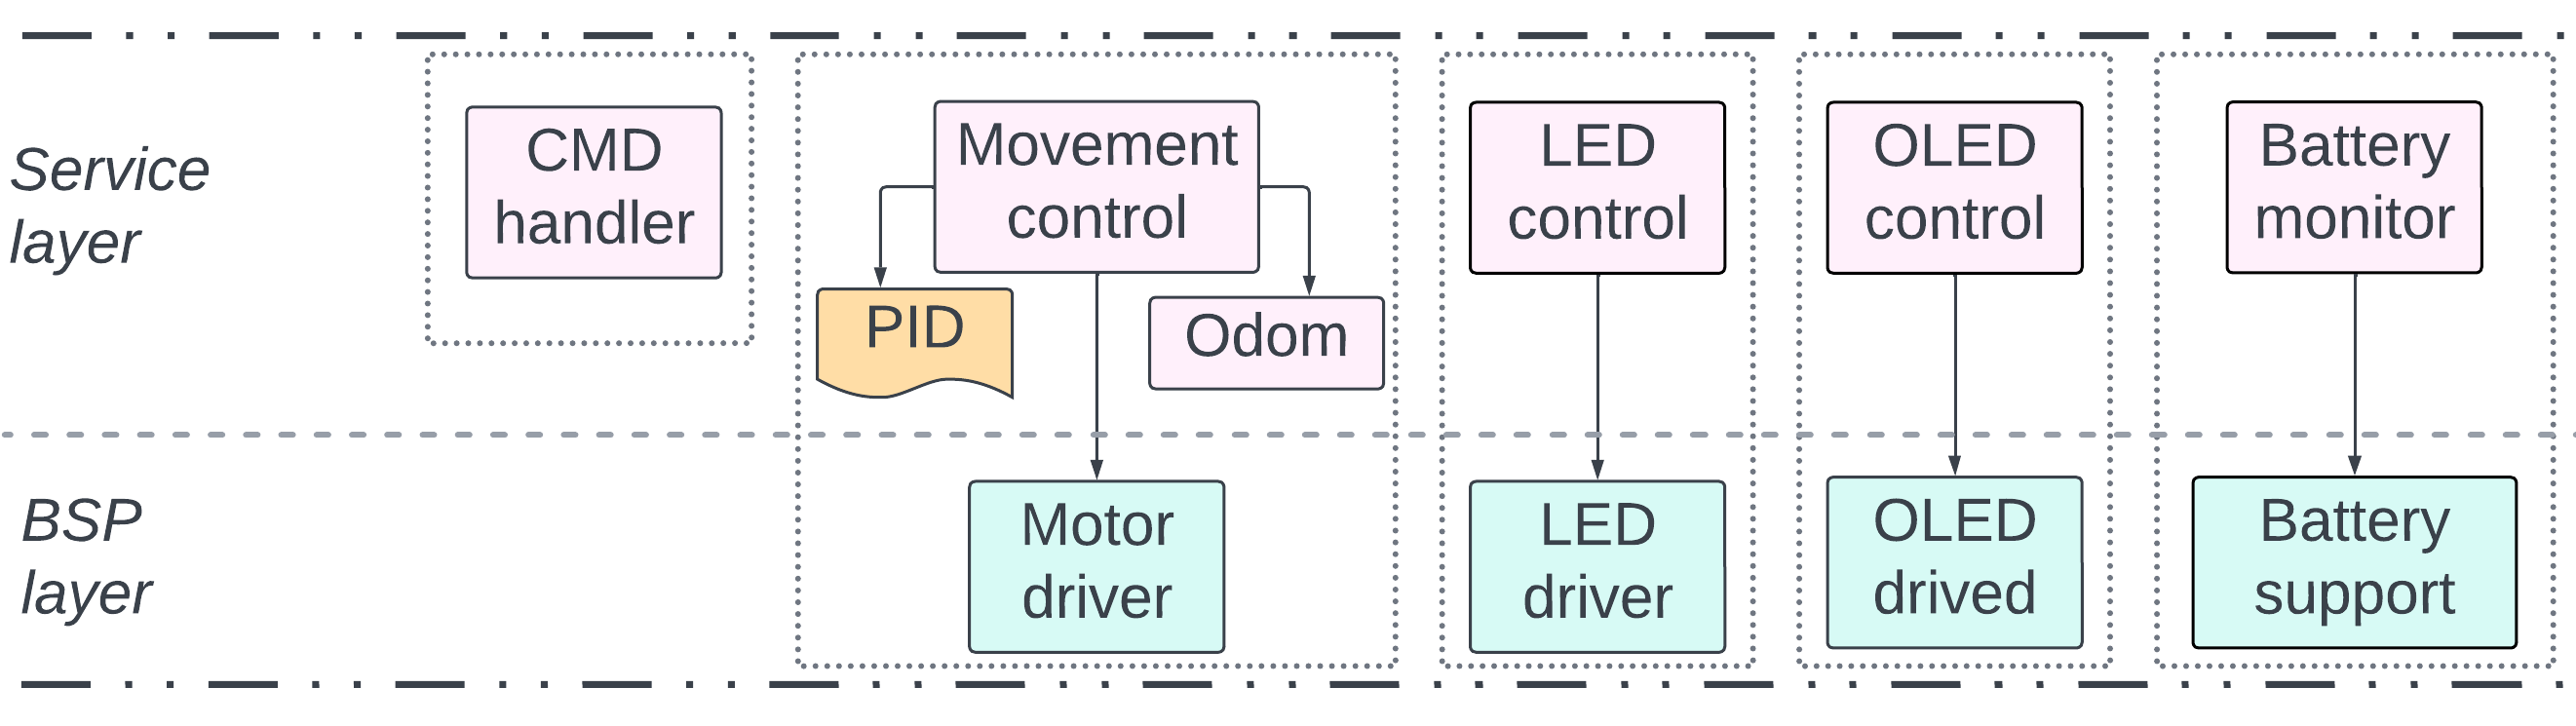 Service
layer
CMD
handler
Movement
control
PID
Odom
LED
control
OLED
control
Battery
monitor
BSP
layer
Motor
driver
LED
driver
OLED
drived
Battery
support